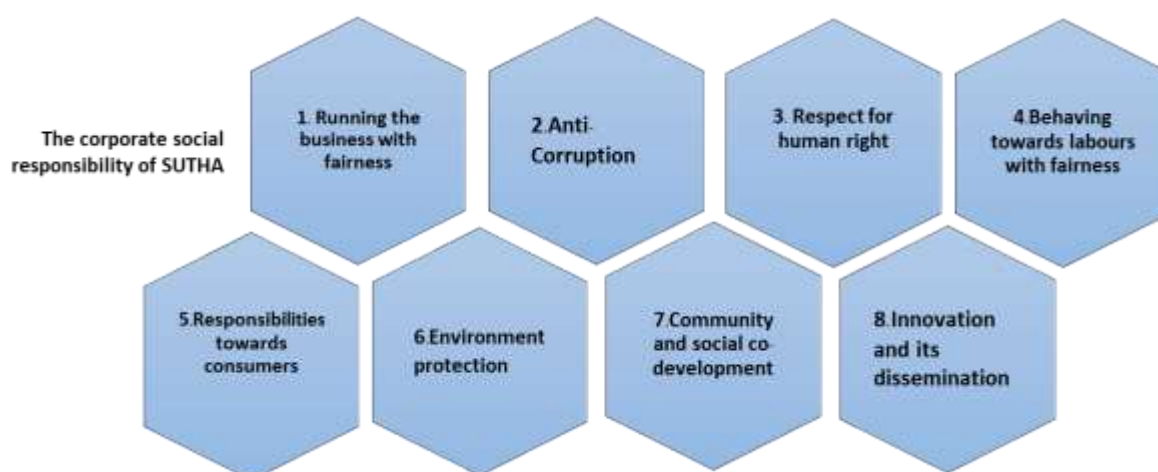 The corporate social
responsibility of SUTHA
1. Running the
business with
fairness
2.Anti-
Corruption
3. Respect for
human right
4.Behaving
towards labours
with fairness
5.Responsibilities
towards
consumers
6.Environment
protection
7.Community
and social co-
development
8.Innovation
and its
dissemination